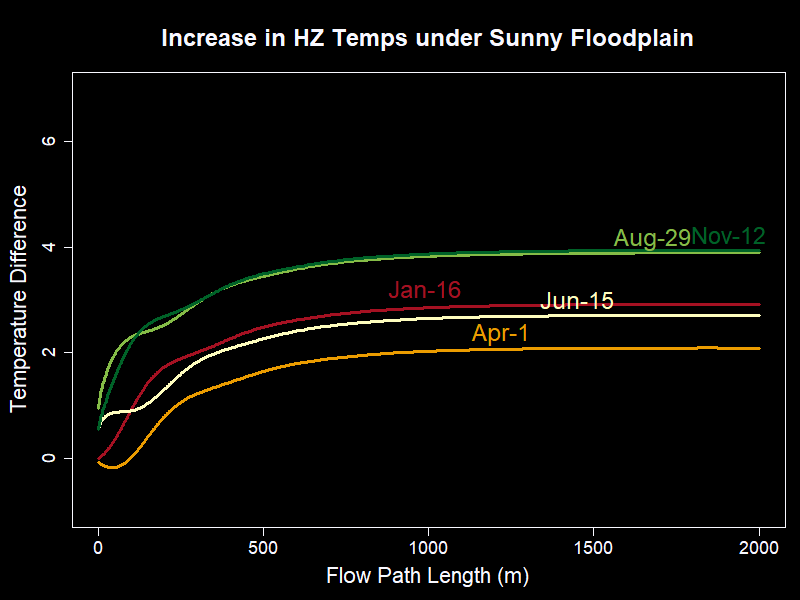 Increase in HZ Temps under Sunny Floodplain
Temperature Difference
6
4
2
0
Aug-29
Nov-12
Jan-16
Jun-15
Apr-1
0 500 1000 1500 2000
Flow Path Length (m)